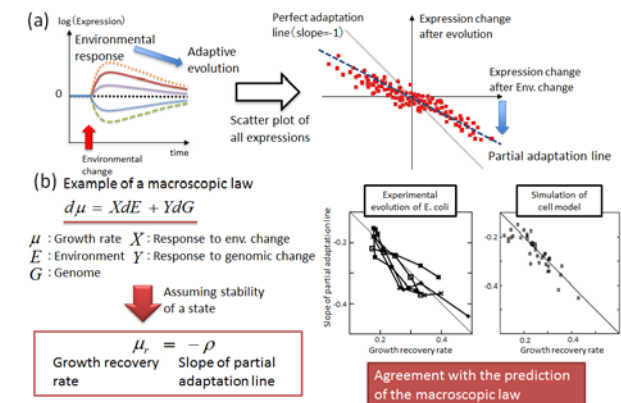 (a)
log(Expression)
Environmental
response
Adaptive
evolution
0
time
Environmental
change
Scatter plot of
all expressions
Perfect adaptation
line(slope=-1)
Expression change
after evolution
Expression change
after Env. change
Partial adaptation line
(b) Example of a macroscopic law
dμ = XdE + YdG
μ : Growth rate X : Response to env. change
E : Environment Y : Response to genomic change
G : Genome
Assuming stability
of a state
μr = −ρ
Growth recovery
rate
Slope of partial
adaptation line
Experimental
evolution of E. coli
Slope of partial adaptation line
-0.2
-0.4
0.2
0.4
Growth recovery rate
Simulation of
cell model
-0.2
-0.4
0.2
0.4
Growth recovery rate
Agreement with the prediction
of the macroscopic law